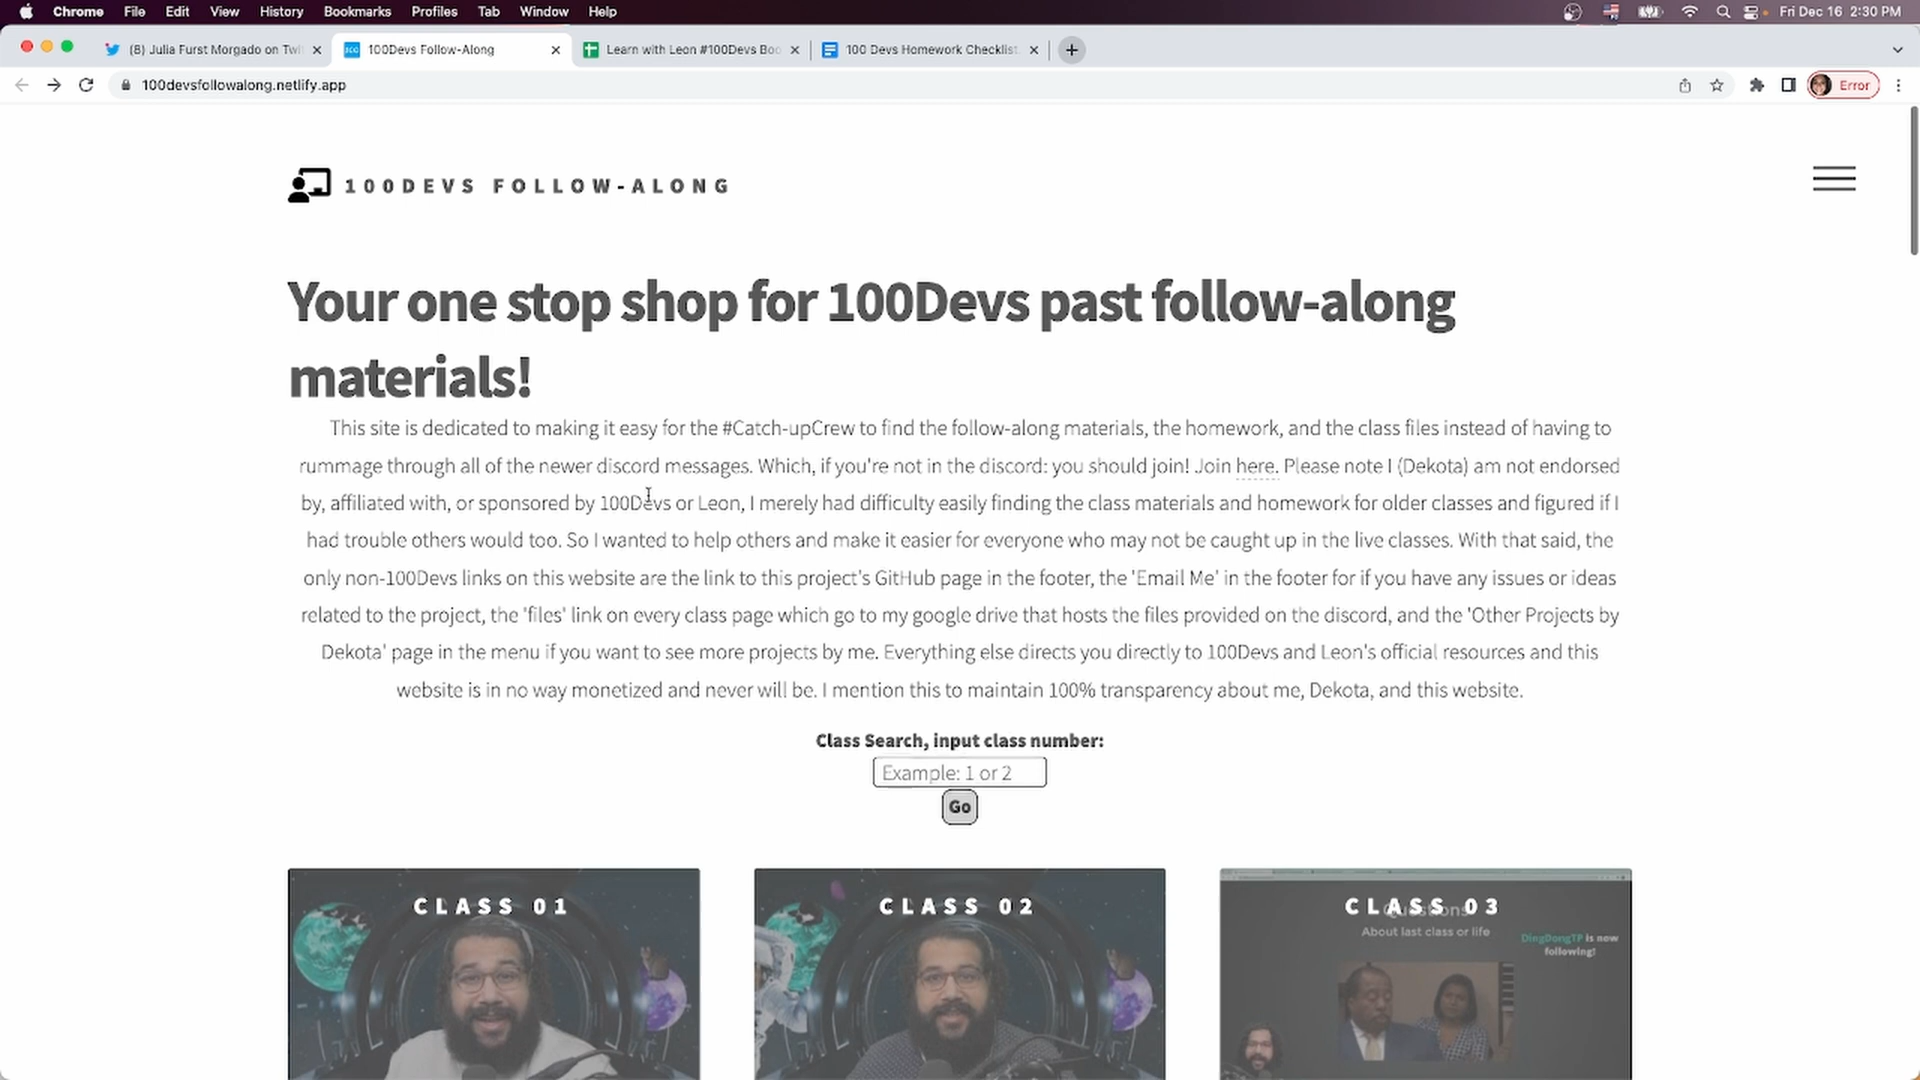 Chrome File Edit View History Bookmarks Profiles Tab Window Help Fri Dec 16 2:30 PM
(8) Julia Furst Morgado on Twi 100Devs Follow-Along Learn with Leon #100Devs Boo 100 Devs Homework Checklist
100devsfollowalong.netlify.app Error
100DEVS FOLLOW-ALONG
Your one stop shop for 100Devs past follow-along
materials!
This site is dedicated to making it easy for the #Catch-upCrew to find the follow-along materials, the homework, and the class files instead of having to
rummage through all of the newer discord messages. Which, if you're not in the discord: you should join! Join here. Please note I (Dekota) am not endorsed
by, affiliated with, or sponsored by 100Devs or Leon, I merely had difficulty easily finding the class materials and homework for older classes and figured if I
had trouble others would too. So I wanted to help others and make it easier for everyone who may not be caught up in the live classes. With that said, the
only non-100Devs links on this website are the link to this project's GitHub page in the footer, the 'Email Me' in the footer for if you have any issues or ideas
related to the project, the 'files' link on every class page which go to my google drive that hosts the files provided on the discord, and the 'Other Projects by
Dekota' page in the menu if you want to see more projects by me. Everything else directs you directly to 100Devs and Leon's official resources and this
website is in no way monetized and never will be. I mention this to maintain 100% transparency about me, Dekota, and this website.
Class Search, input class number:
Example: 1 or 2
Go
CLASS 01 CLASS 02 CLASS 03
Questions
About last class or life
DingDongTP is now
following!